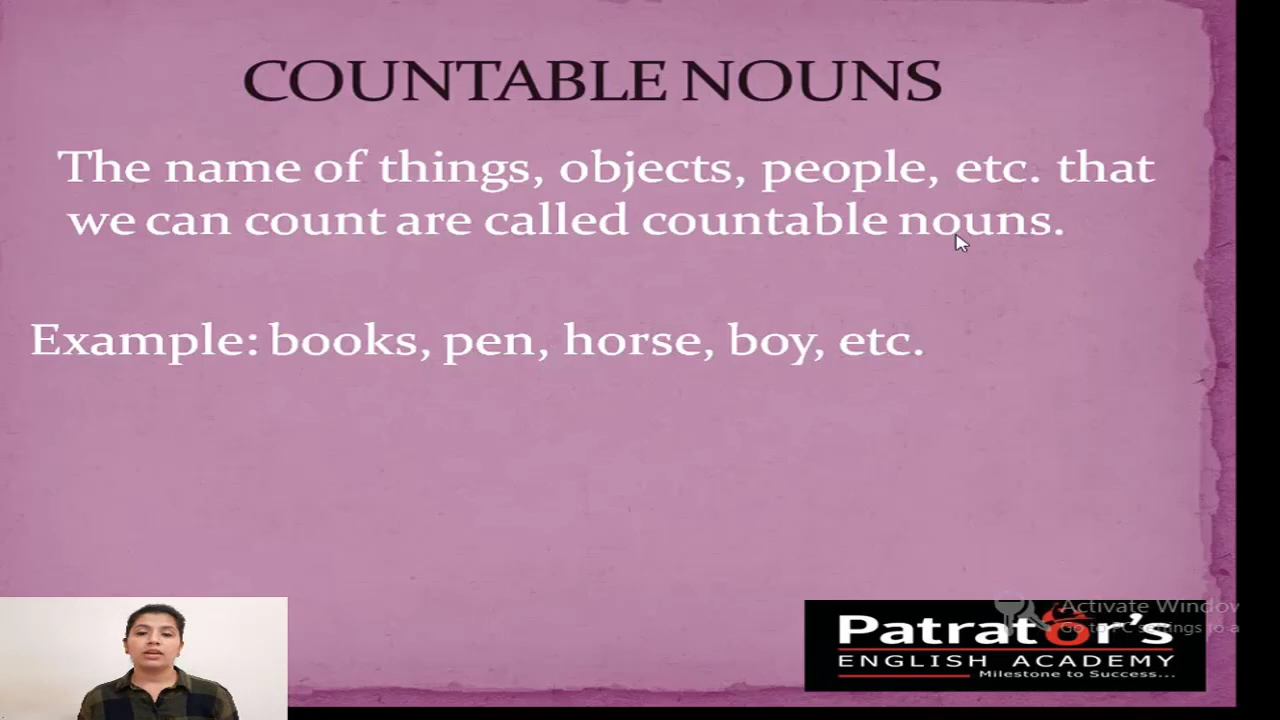 COUNTABLE NOUNS
The name of things, objects, people, etc. that
we can count are called countable nouns.
Example: books, pen, horse, boy, etc.
Activate Window
Go to PC settings to a
Patrator's
ENGLISH ACADEMY
Milestone to Success...